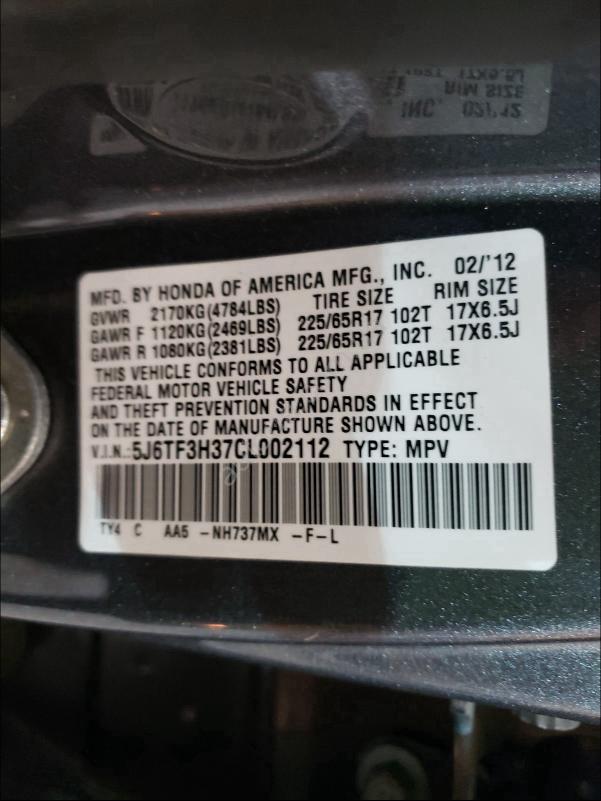 MFD. BY HONDA OF AMERICA MFG., INC. 02/'12
GVWR 2170KG(4784LBS) TIRE SIZE RIM SIZE
GAWR F 1120KG(2469LBS) 225/65R17 102T 17X6.5J
GAWR R 1080KG(2381LBS) 225/65R17 102T 17X6.5J
THIS VEHICLE CONFORMS TO ALL APPLICABLE
FEDERAL MOTOR VEHICLE SAFETY
AND THEFT PREVENTION STANDARDS IN EFFECT
ON THE DATE OF MANUFACTURE SHOWN ABOVE.
V.I.N.:5J6TF3H37CL002112 TYPE: MPV
TY4 C AA5 -NH737MX -F-L